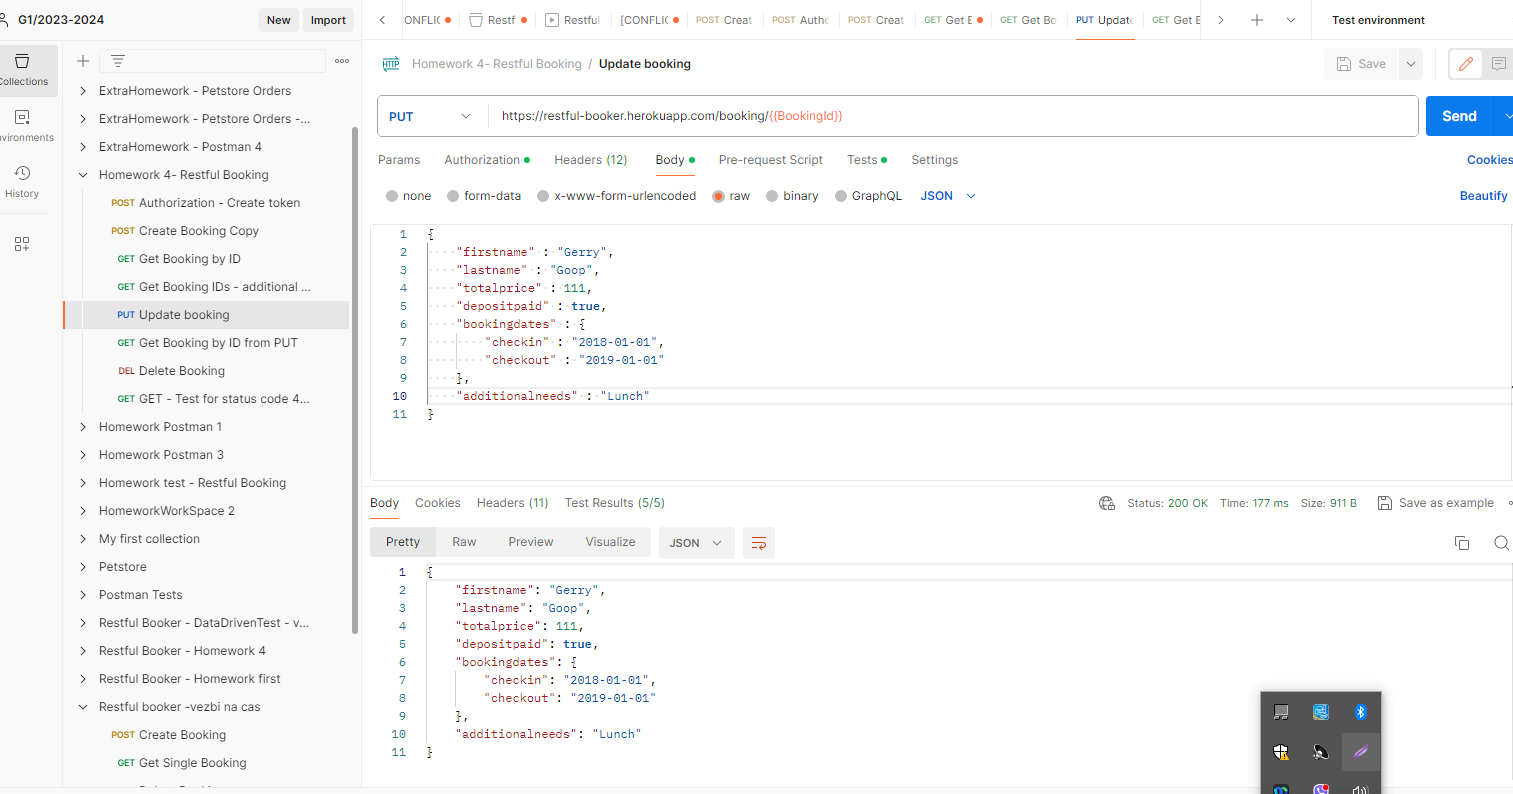 G1/2023-2024
New
Import
Collections
Environments
History
ExtraHomework - Petstore Orders
ExtraHomework - Petstore Orders -...
ExtraHomework - Postman 4
Homework 4- Restful Booking
POST Authorization - Create token
POST Create Booking Copy
GET Get Booking by ID
GET Get Booking IDs - additional ...
PUT Update booking
GET Get Booking by ID from PUT
DEL Delete Booking
GET GET - Test for status code 4...
Homework Postman 1
Homework Postman 3
Homework test - Restful Booking
HomeworkWorkSpace 2
My first collection
Petstore
Postman Tests
Restful Booker - DataDrivenTest - v...
Restful Booker - Homework 4
Restful Booker - Homework first
Restful booker -vezbi na cas
POST Create Booking
GET Get Single Booking
CONFLIC
Restf
Restful
[CONFLIC
POST Creat
POST Autho
POST Creat
GET Get B
GET Get Bo
PUT Update
GET Get B
Test environment
HTTP Homework 4- Restful Booking / Update booking
Save
PUT
https://restful-booker.herokuapp.com/booking/{{BookingId}}
Send
Params
Authorization
Headers (12)
Body
Pre-request Script
Tests
Settings
Cookies
none
form-data
x-www-form-urlencoded
raw
binary
GraphQL
JSON
Beautify
1 {
2 "firstname" : "Gerry",
3 "lastname" : "Goop",
4 "totalprice" : 111,
5 "depositpaid" : true,
6 "bookingdates" : {
7 "checkin" : "2018-01-01",
8 "checkout" : "2019-01-01"
9 },
10 "additionalneeds" : "Lunch"
11 }
Body
Cookies
Headers (11)
Test Results (5/5)
Status: 200 OK
Time: 177 ms
Size: 911 B
Save as example
Pretty
Raw
Preview
Visualize
JSON
1 {
2 "firstname": "Gerry",
3 "lastname": "Goop",
4 "totalprice": 111,
5 "depositpaid": true,
6 "bookingdates": {
7 "checkin": "2018-01-01",
8 "checkout": "2019-01-01"
9 },
10 "additionalneeds": "Lunch"
11 }